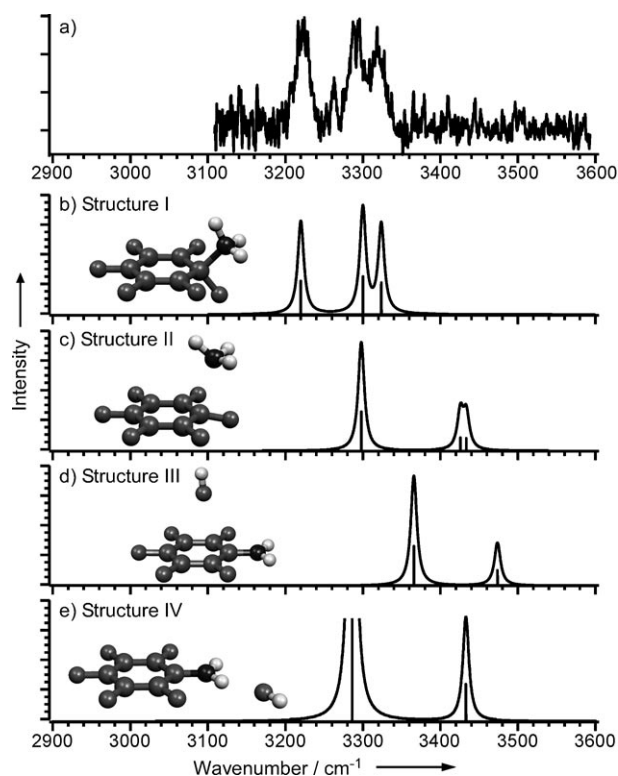 a)
2900 3000 3100 3200 3300 3400 3500 3600
b) Structure I
c) Structure II
d) Structure III
e) Structure IV
Intensity
2900 3000 3100 3200 3300 3400 3500 3600
Wavenumber / cm⁻¹